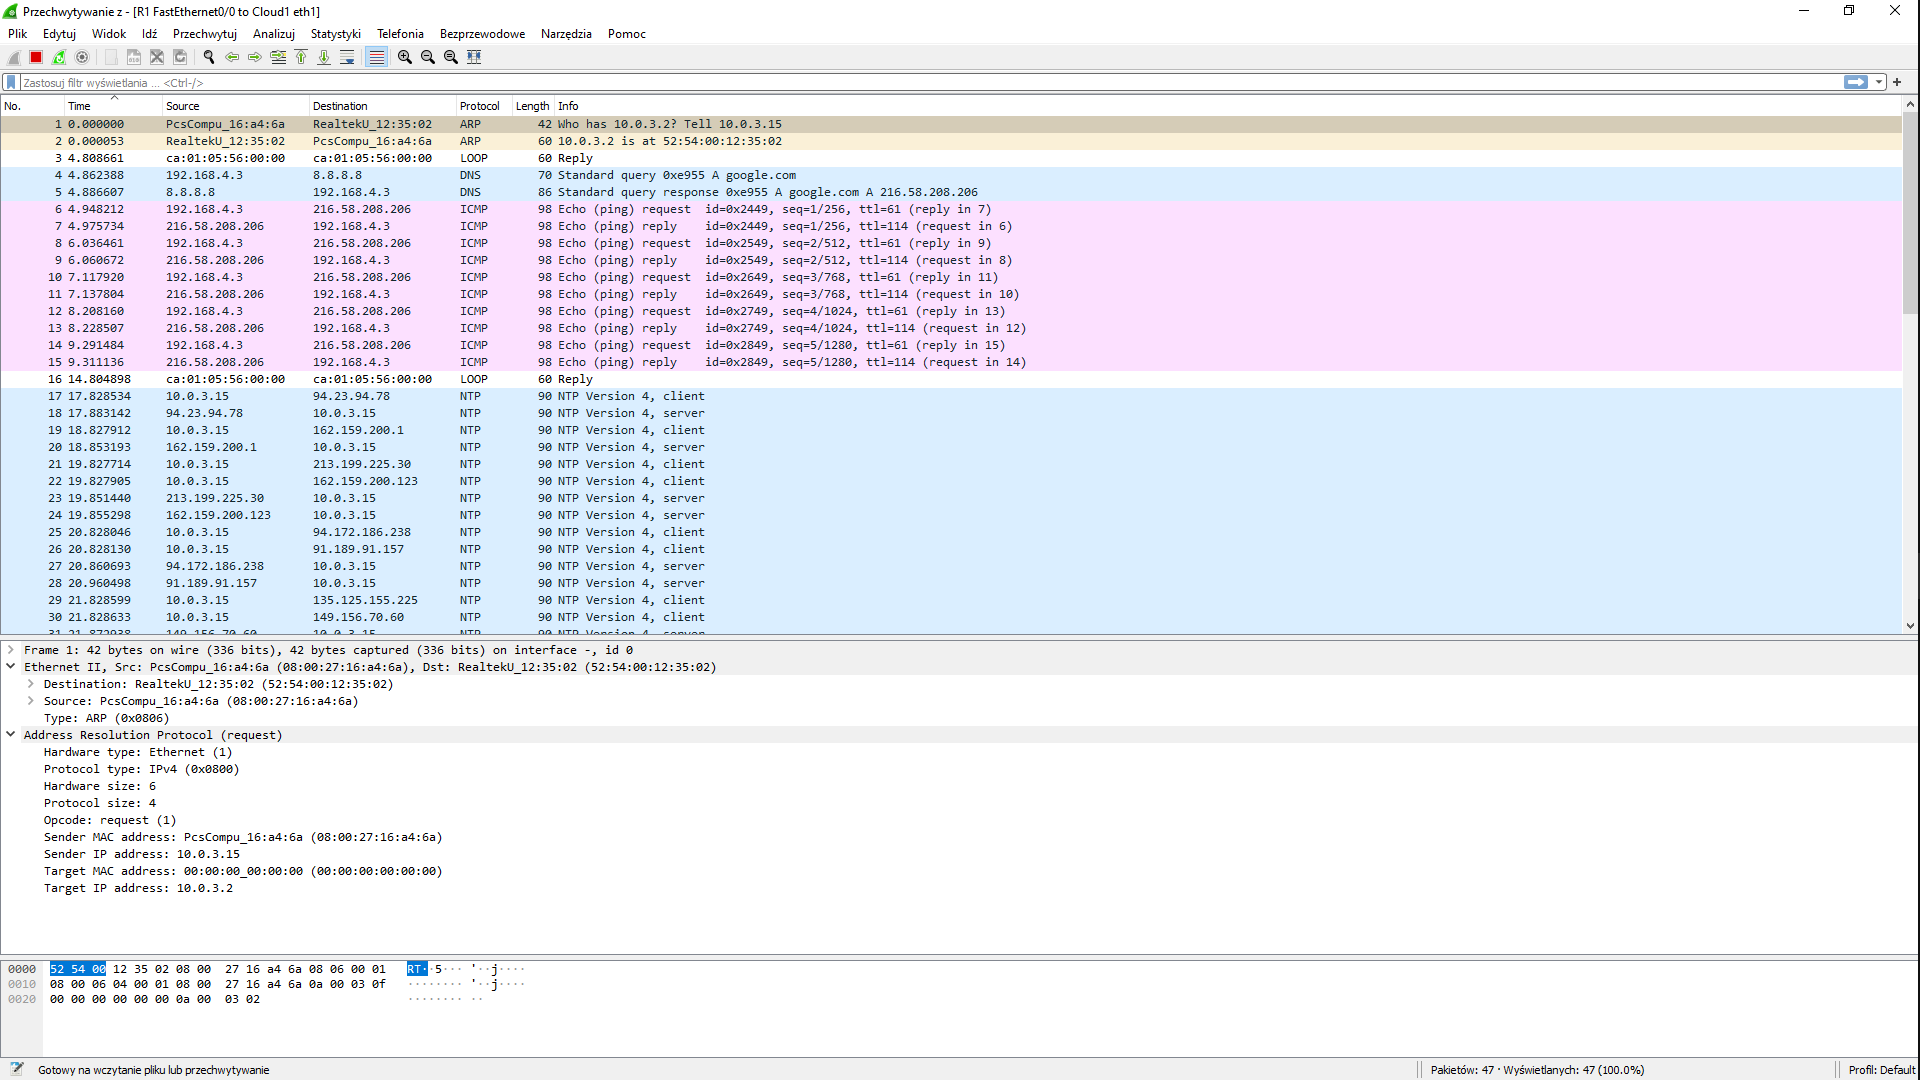 Przechwytywanie z - [R1 FastEthernet0/0 to Cloud1 eth1]
Plik Edytuj Widok Idź Przechwytuj Analizuj Statystyki Telefonia Bezprzewodowe Narzędzia Pomoc
Zastosuj filtr wyświetlania ... <Ctrl-/>
No. Time Source Destination Protocol Length Info
1 0.000000 PcsCompu_16:a4:6a RealtekU_12:35:02 ARP 42 Who has 10.0.3.2? Tell 10.0.3.15
2 0.000053 RealtekU_12:35:02 PcsCompu_16:a4:6a ARP 60 10.0.3.2 is at 52:54:00:12:35:02
3 4.808661 ca:01:05:56:00:00 ca:01:05:56:00:00 LOOP 60 Reply
4 4.862388 192.168.4.3 8.8.8.8 DNS 70 Standard query 0xe955 A google.com
5 4.886607 8.8.8.8 192.168.4.3 DNS 86 Standard query response 0xe955 A google.com A 216.58.208.206
6 4.948212 192.168.4.3 216.58.208.206 ICMP 98 Echo (ping) request id=0x2449, seq=1/256, ttl=61 (reply in 7)
7 4.975734 216.58.208.206 192.168.4.3 ICMP 98 Echo (ping) reply id=0x2449, seq=1/256, ttl=114 (request in 6)
8 6.036461 192.168.4.3 216.58.208.206 ICMP 98 Echo (ping) request id=0x2549, seq=2/512, ttl=61 (reply in 9)
9 6.060672 216.58.208.206 192.168.4.3 ICMP 98 Echo (ping) reply id=0x2549, seq=2/512, ttl=114 (request in 8)
10 7.117920 192.168.4.3 216.58.208.206 ICMP 98 Echo (ping) request id=0x2649, seq=3/768, ttl=61 (reply in 11)
11 7.137804 216.58.208.206 192.168.4.3 ICMP 98 Echo (ping) reply id=0x2649, seq=3/768, ttl=114 (request in 10)
12 8.208160 192.168.4.3 216.58.208.206 ICMP 98 Echo (ping) request id=0x2749, seq=4/1024, ttl=61 (reply in 13)
13 8.228507 216.58.208.206 192.168.4.3 ICMP 98 Echo (ping) reply id=0x2749, seq=4/1024, ttl=114 (request in 12)
14 9.291484 192.168.4.3 216.58.208.206 ICMP 98 Echo (ping) request id=0x2849, seq=5/1280, ttl=61 (reply in 15)
15 9.311136 216.58.208.206 192.168.4.3 ICMP 98 Echo (ping) reply id=0x2849, seq=5/1280, ttl=114 (request in 14)
16 14.804898 ca:01:05:56:00:00 ca:01:05:56:00:00 LOOP 60 Reply
17 17.828534 10.0.3.15 94.23.94.78 NTP 90 NTP Version 4, client
18 17.883142 94.23.94.78 10.0.3.15 NTP 90 NTP Version 4, server
19 18.827912 10.0.3.15 162.159.200.1 NTP 90 NTP Version 4, client
20 18.853193 162.159.200.1 10.0.3.15 NTP 90 NTP Version 4, server
21 19.827714 10.0.3.15 213.199.225.30 NTP 90 NTP Version 4, client
22 19.827905 10.0.3.15 162.159.200.123 NTP 90 NTP Version 4, client
23 19.851440 213.199.225.30 10.0.3.15 NTP 90 NTP Version 4, server
24 19.855298 162.159.200.123 10.0.3.15 NTP 90 NTP Version 4, server
25 20.828046 10.0.3.15 94.172.186.238 NTP 90 NTP Version 4, client
26 20.828130 10.0.3.15 91.189.91.157 NTP 90 NTP Version 4, client
27 20.860693 94.172.186.238 10.0.3.15 NTP 90 NTP Version 4, server
28 20.960498 91.189.91.157 10.0.3.15 NTP 90 NTP Version 4, server
29 21.828599 10.0.3.15 135.125.155.225 NTP 90 NTP Version 4, client
30 21.828633 10.0.3.15 149.156.70.60 NTP 90 NTP Version 4, client
31 21.872938 149.156.70.60 10.0.3.15 NTP 90 NTP Version 4, server
Frame 1: 42 bytes on wire (336 bits), 42 bytes captured (336 bits) on interface -, id 0
Ethernet II, Src: PcsCompu_16:a4:6a (08:00:27:16:a4:6a), Dst: RealtekU_12:35:02 (52:54:00:12:35:02)
Destination: RealtekU_12:35:02 (52:54:00:12:35:02)
Source: PcsCompu_16:a4:6a (08:00:27:16:a4:6a)
Type: ARP (0x0806)
Address Resolution Protocol (request)
Hardware type: Ethernet (1)
Protocol type: IPv4 (0x0800)
Hardware size: 6
Protocol size: 4
Opcode: request (1)
Sender MAC address: PcsCompu_16:a4:6a (08:00:27:16:a4:6a)
Sender IP address: 10.0.3.15
Target MAC address: 00:00:00_00:00:00 (00:00:00:00:00:00)
Target IP address: 10.0.3.2
0000 52 54 00 12 35 02 08 00 27 16 a4 6a 08 06 00 01 RT··5··· '··j····
0010 08 00 06 04 00 01 08 00 27 16 a4 6a 0a 00 03 0f ········ '··j····
0020 00 00 00 00 00 00 0a 00 03 02 ········ ··
Gotowy na wczytanie pliku lub przechwytywanie
Pakietów: 47 · Wyświetlanych: 47 (100.0%)
Profil: Default